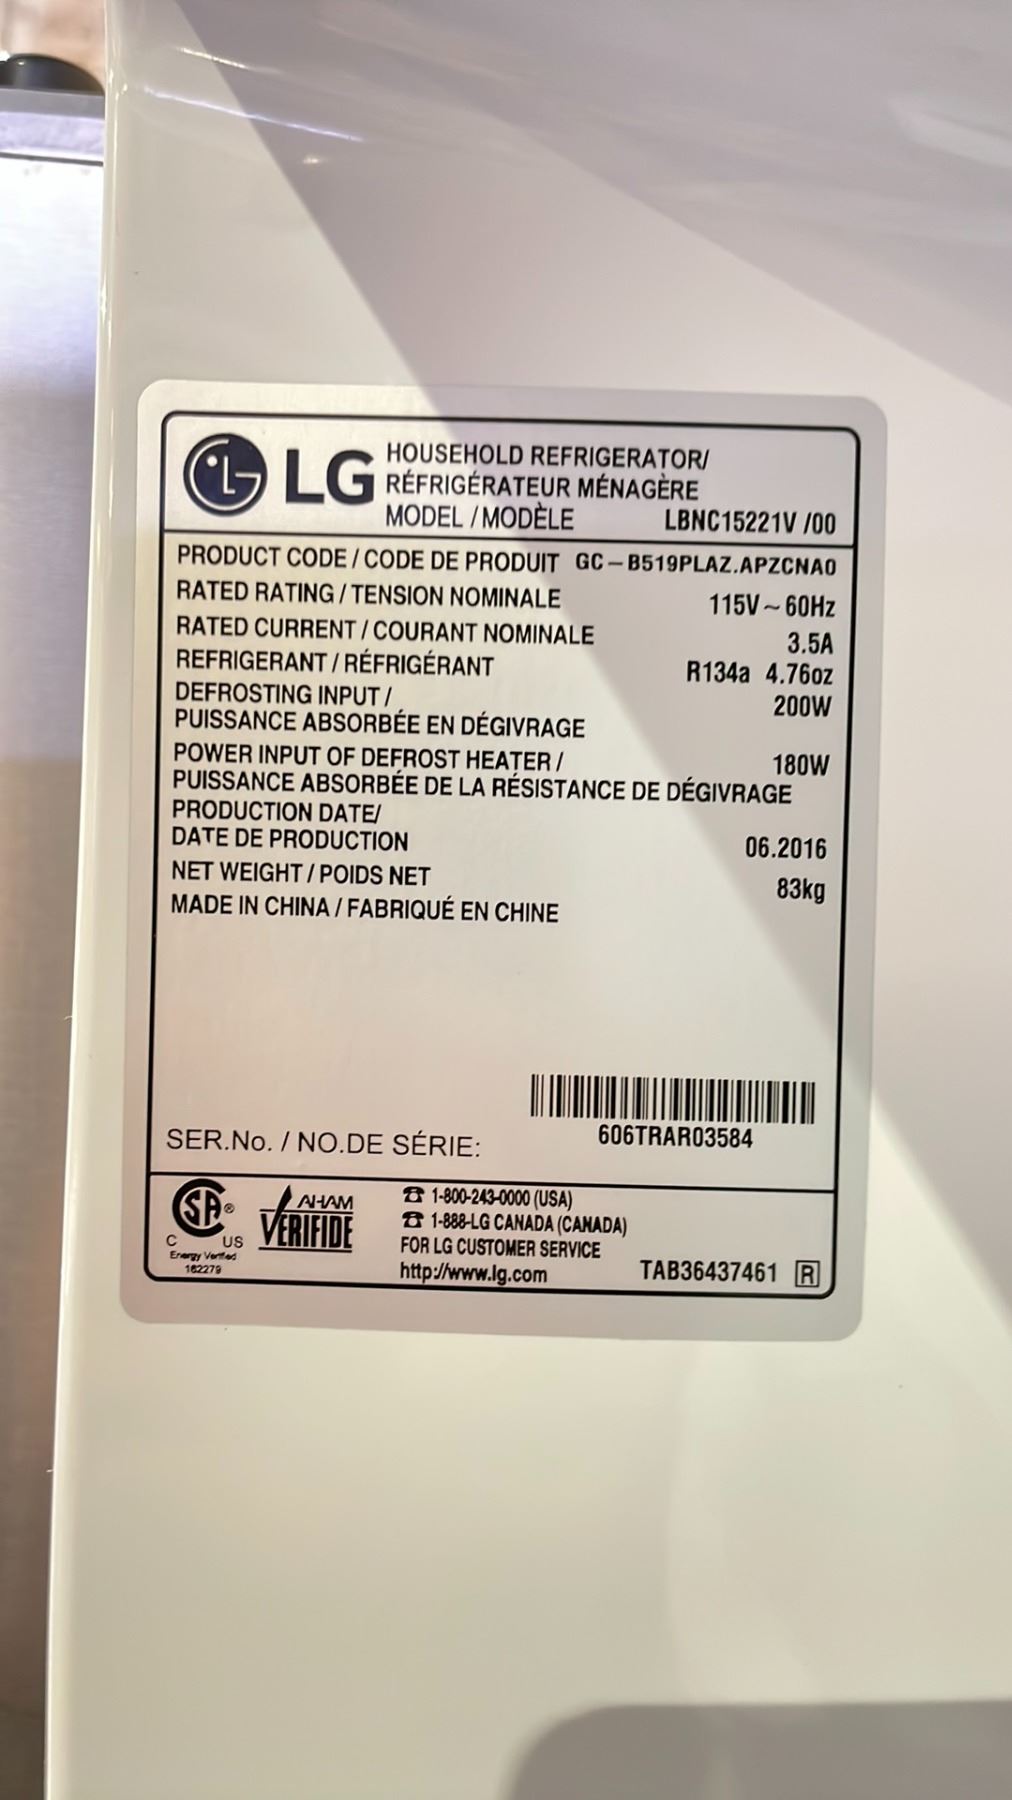 LG HOUSEHOLD REFRIGERATOR/
RÉFRIGÉRATEUR MÉNAGÈRE
MODEL / MODÈLE LBNC15221V /00
PRODUCT CODE / CODE DE PRODUIT GC-B519PLAZ.APZCNA0
RATED RATING / TENSION NOMINALE 115V~60Hz
RATED CURRENT / COURANT NOMINALE 3.5A
REFRIGERANT / RÉFRIGÉRANT R134a 4.76oz
DEFROSTING INPUT / 200W
PUISSANCE ABSORBÉE EN DÉGIVRAGE
POWER INPUT OF DEFROST HEATER / 180W
PUISSANCE ABSORBÉE DE LA RÉSISTANCE DE DÉGIVRAGE
PRODUCTION DATE/
DATE DE PRODUCTION 06.2016
NET WEIGHT / POIDS NET 83kg
MADE IN CHINA / FABRIQUÉ EN CHINE
606TRAR03584
SER.No. / NO.DE SÉRIE:
SA®
C US
Energy Verified
162279
AHAM
VERIFIDE
☎ 1-800-243-0000 (USA)
☎ 1-888-LG CANADA (CANADA)
FOR LG CUSTOMER SERVICE
http://www.lg.com
TAB36437461 R